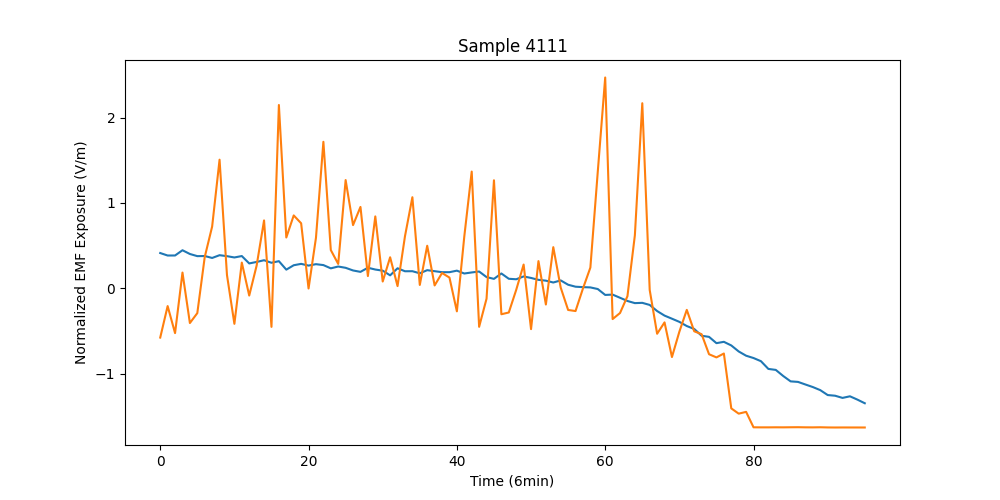 Sample 4111
Normalized EMF Exposure (V/m)
2
1
0
−1
0 20 40 60 80
Time (6min)